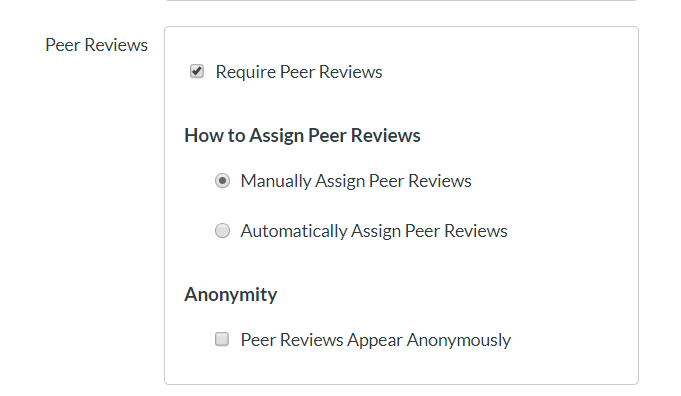 Peer Reviews
Require Peer Reviews
How to Assign Peer Reviews
Manually Assign Peer Reviews
Automatically Assign Peer Reviews
Anonymity
Peer Reviews Appear Anonymously